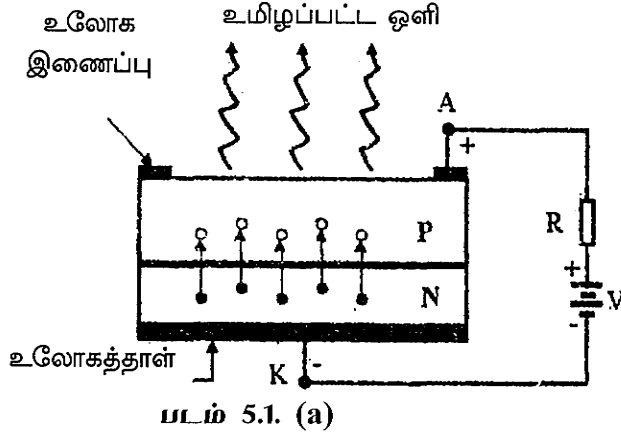 உலோக
இணைப்பு
உமிழப்பட்ட ஒளி
A
+
P
R
+
N
V
-
உலோகத்தாள்
K
-
படம் 5.1. (a)